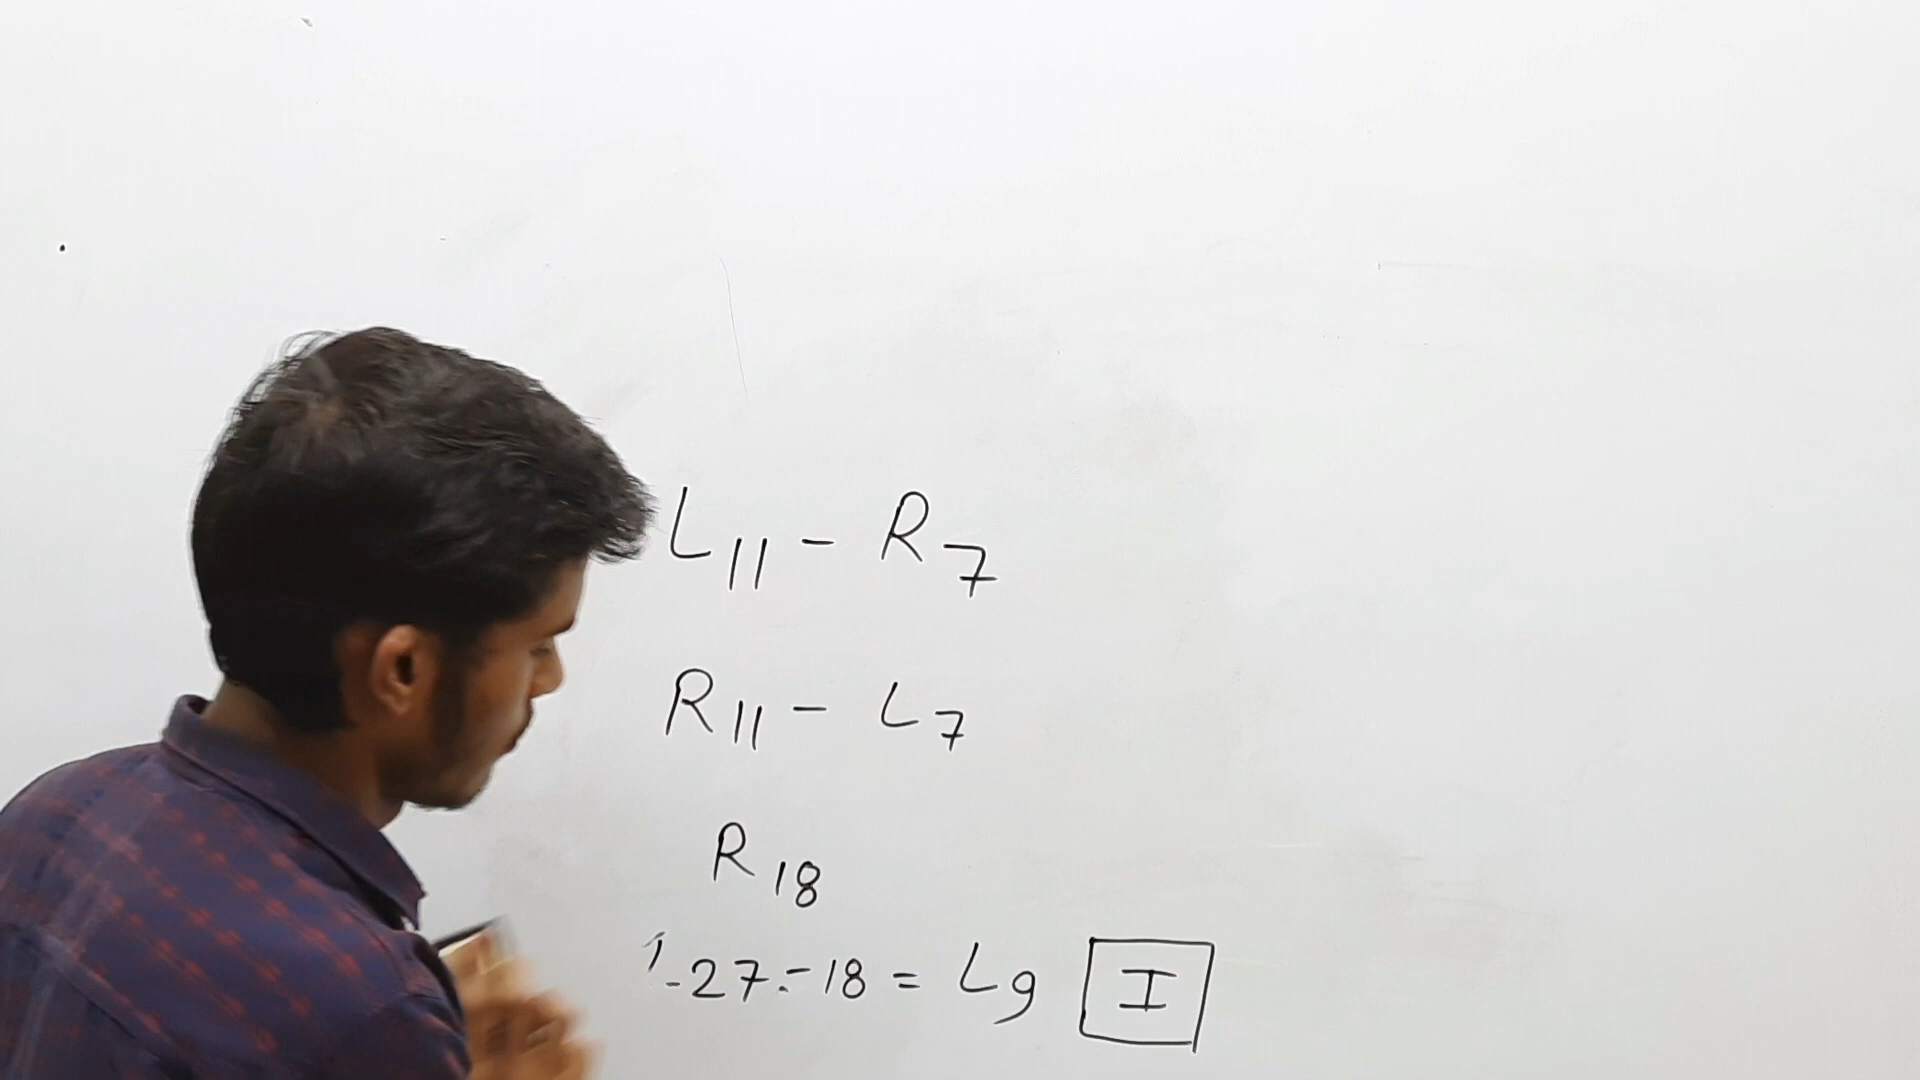 L11 - R7
R11 - L7
R18
27 - 18 = L9 I